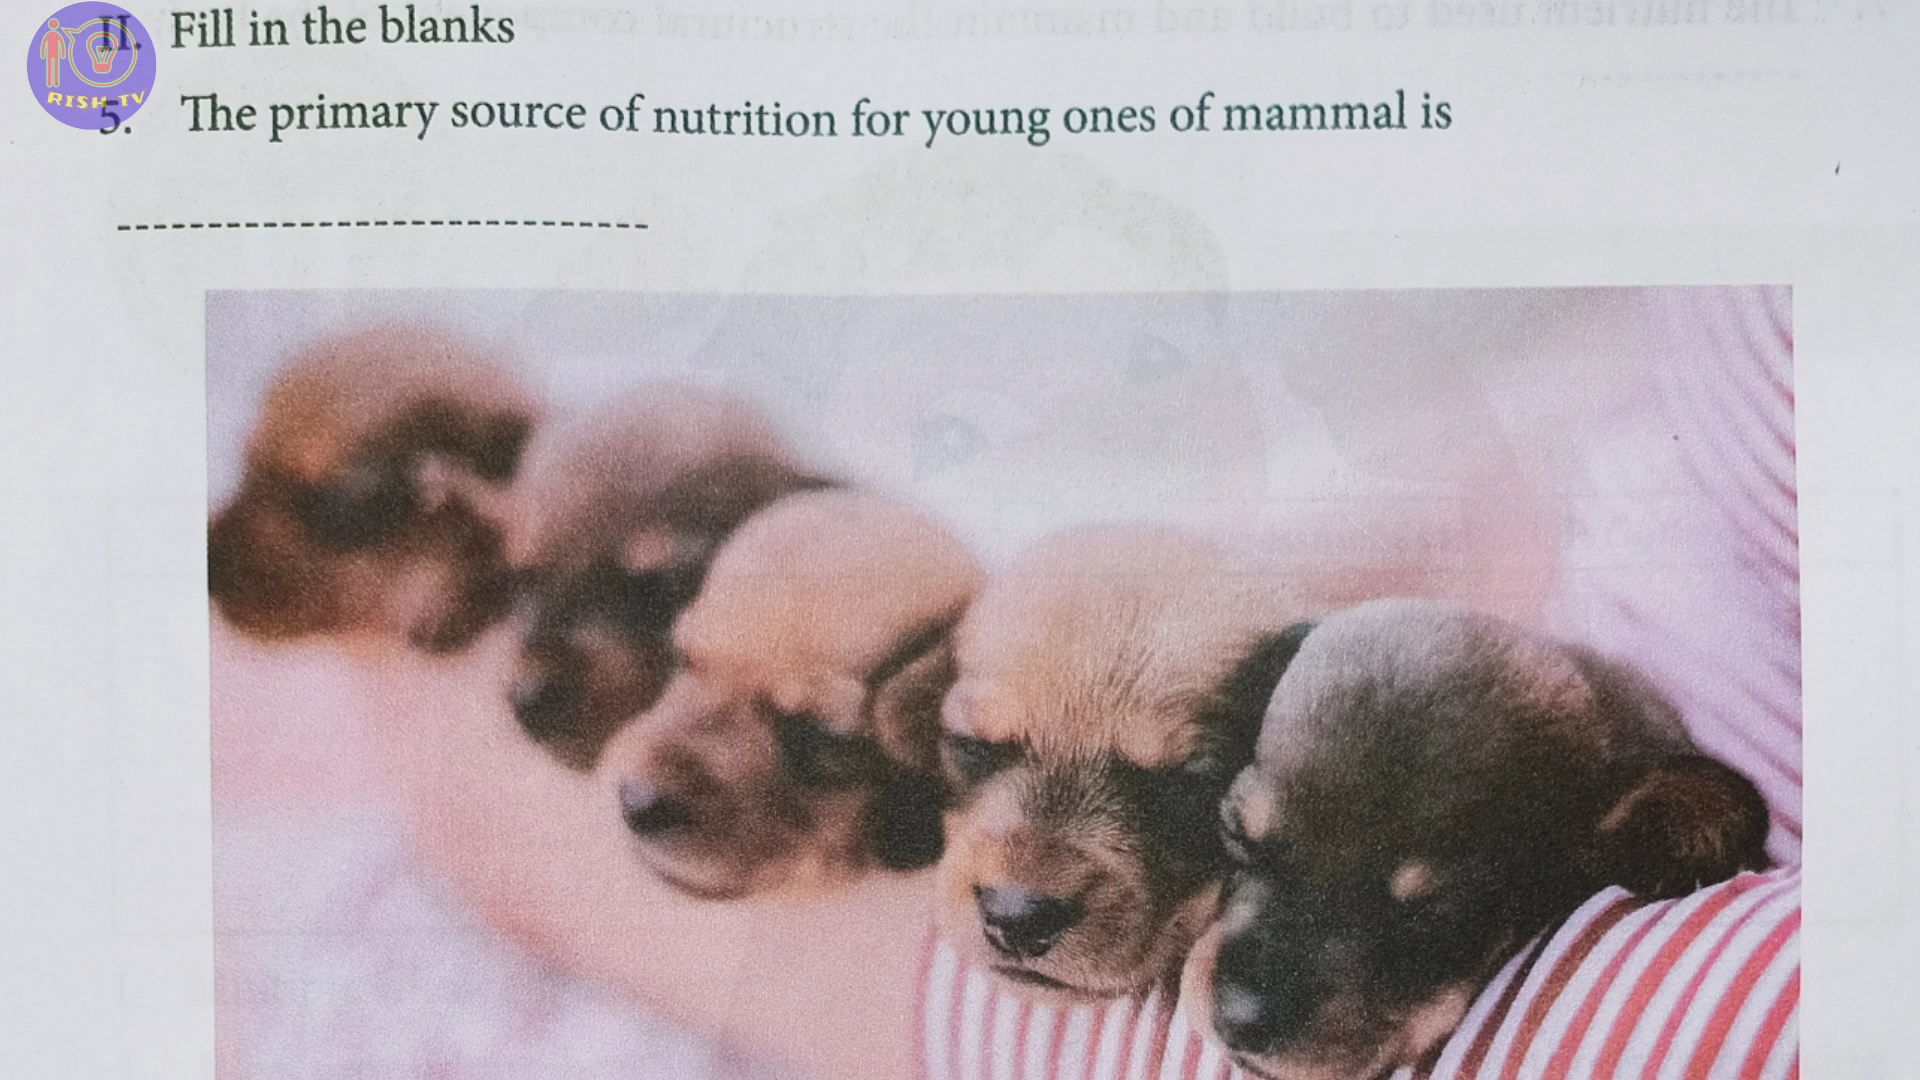 II. Fill in the blanks
RISH TV
5. The primary source of nutrition for young ones of mammal is
------------------------------